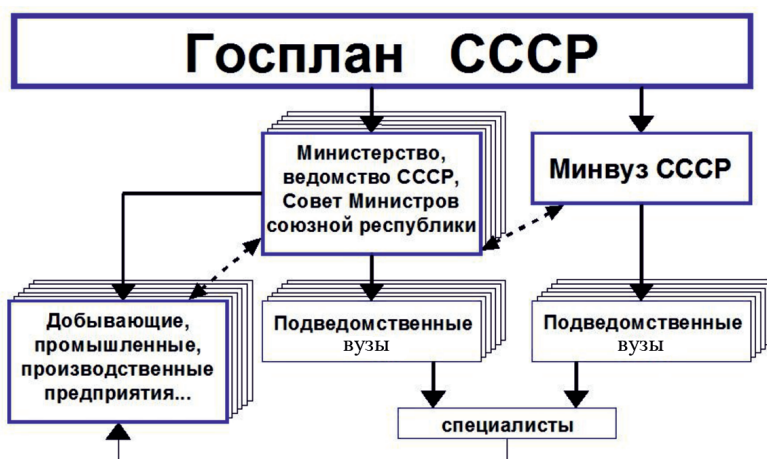 Госплан СССР
Министерство,
ведомство СССР,
Совет Министров
союзной республики
Минвуз СССР
Добывающие,
промышленные,
производственные
предприятия...
Подведомственные
вузы
Подведомственные
вузы
специалисты